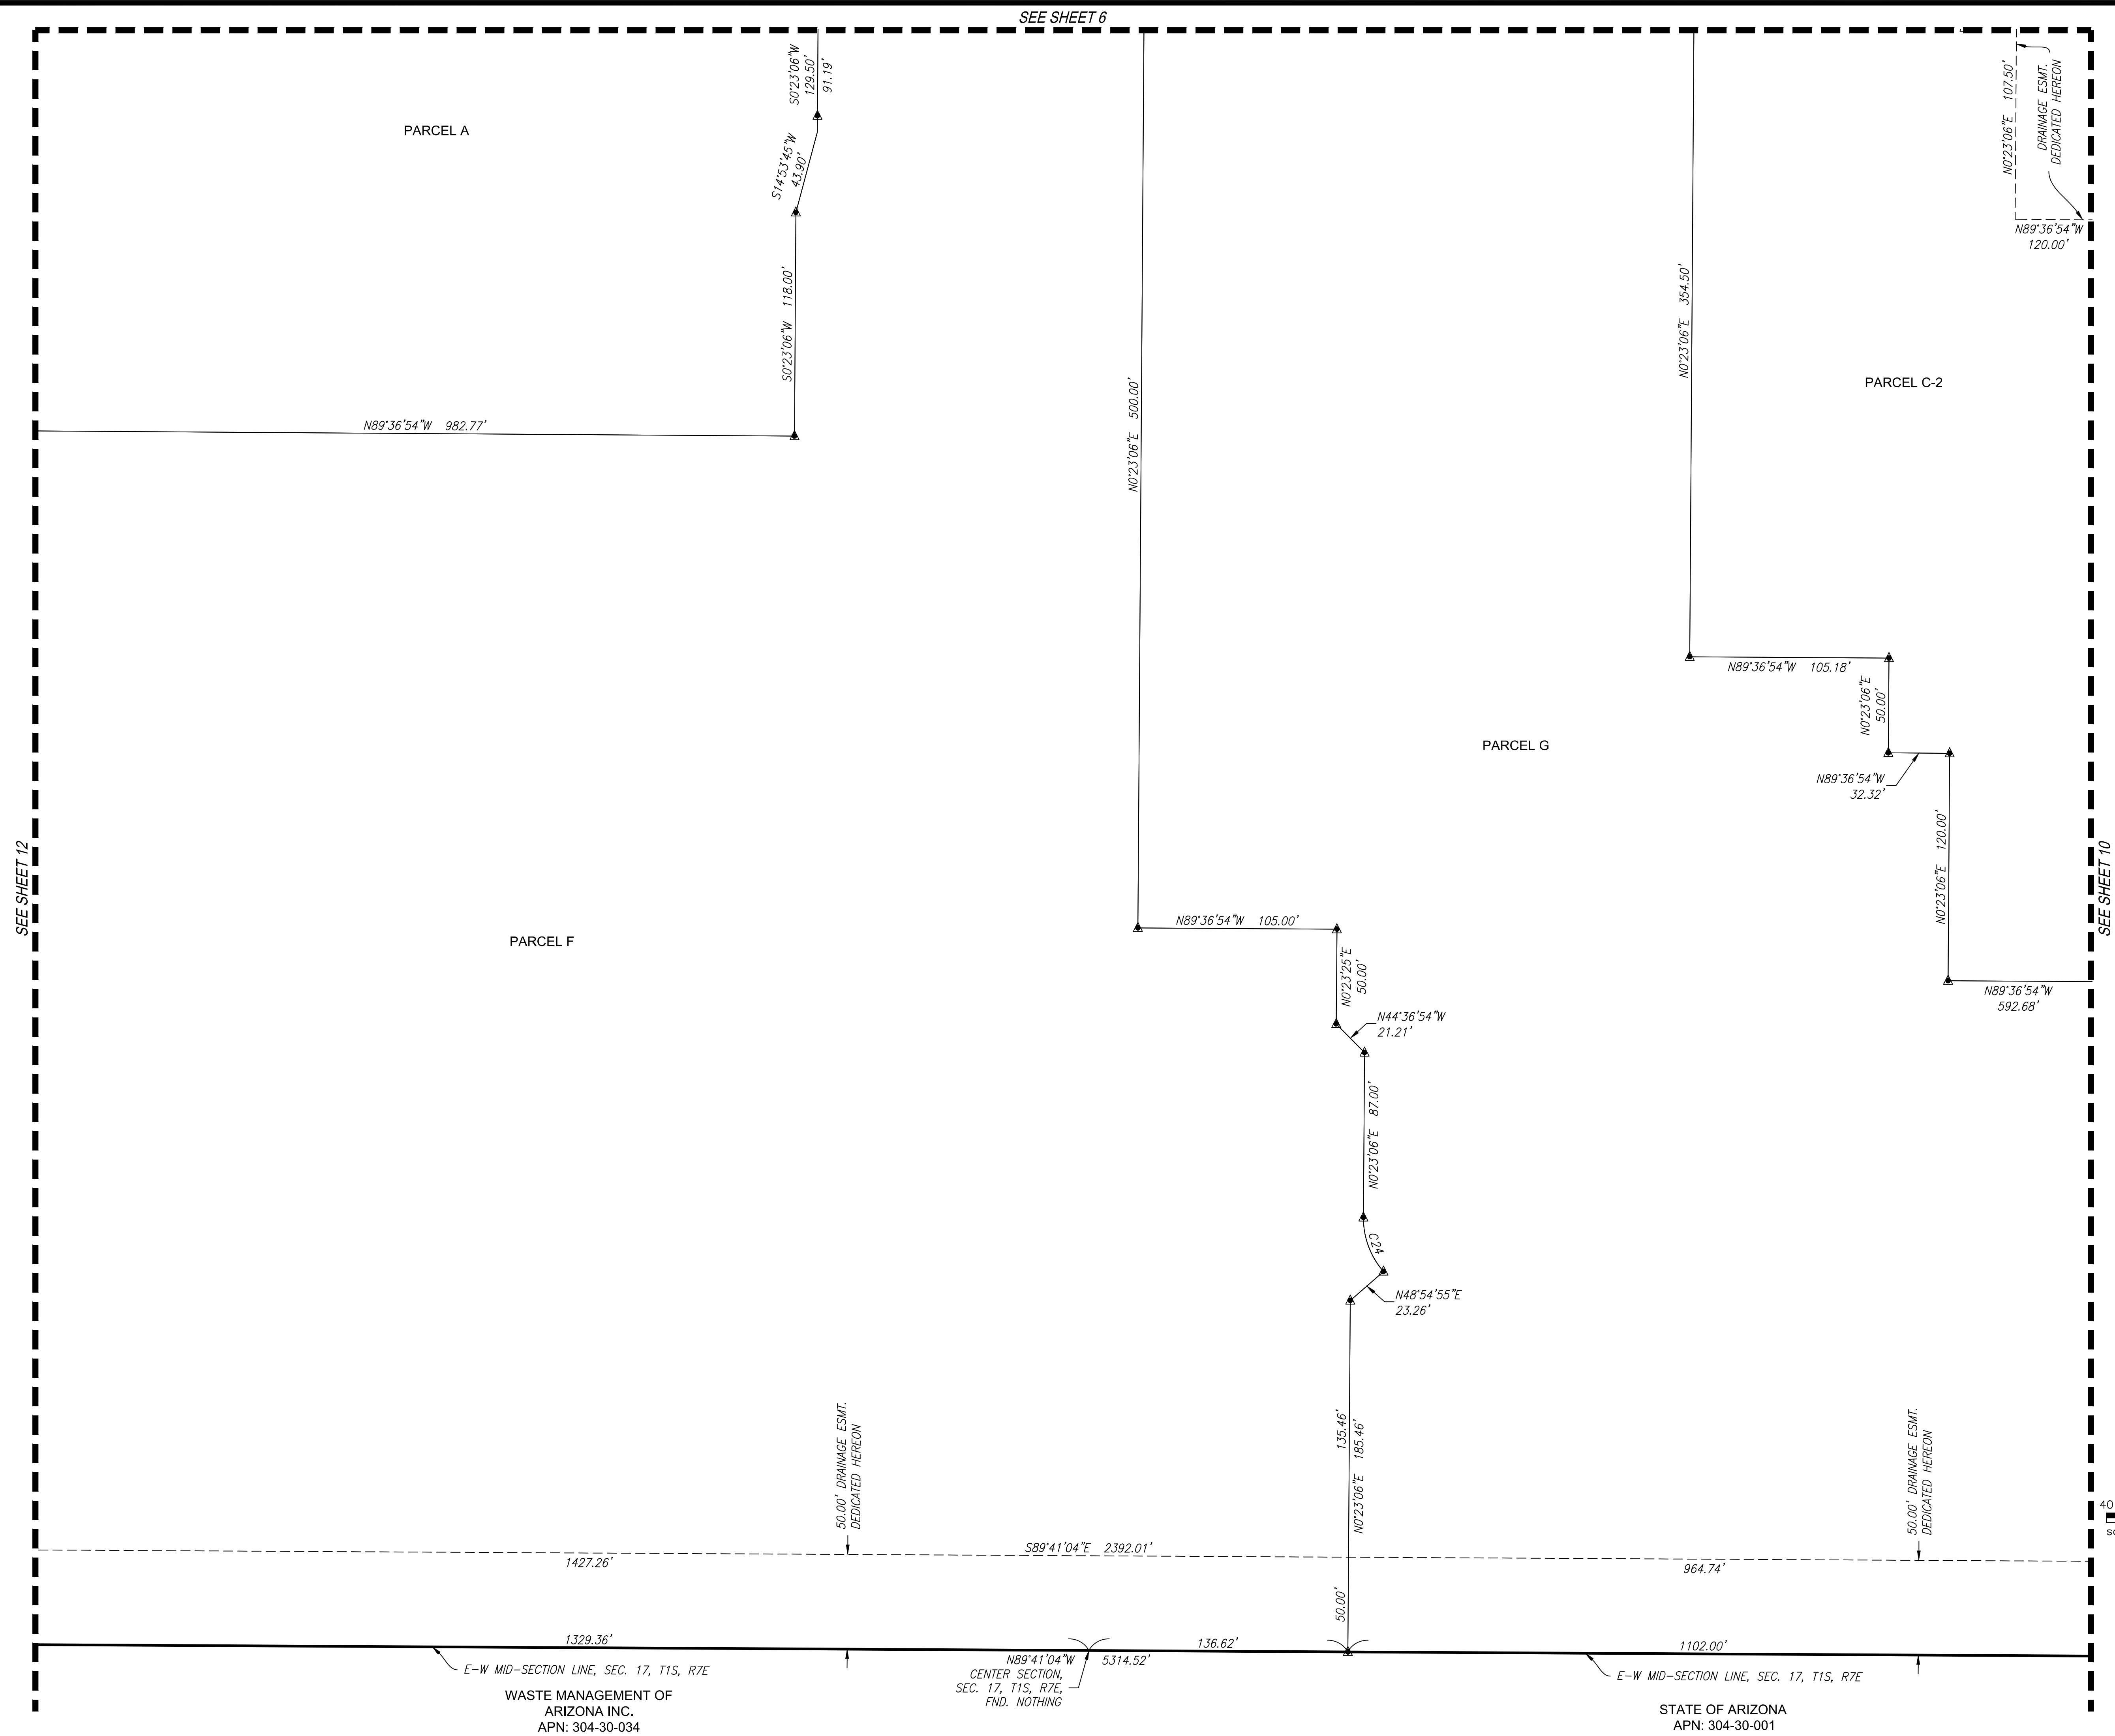 SEE SHEET 6
S0°23'06"W
129.50'
91.19'
S14°53'45"W
43.90'
PARCEL A
N0°23'06"E 107.50'
DRAINAGE ESMT.
DEDICATED HEREON
N89°36'54"W
120.00'
S0°23'06"W 118.00'
N0°23'06"E 354.50'
PARCEL C-2
N0°23'06"E 500.00'
N89°36'54"W 982.77'
N89°36'54"W 105.18'
N0°23'06"E
50.00'
PARCEL G
N89°36'54"W
32.32'
N0°23'06"E 120.00'
SEE SHEET 12
SEE SHEET 10
N89°36'54"W 105.00'
PARCEL F
N0°23'25"E
50.00'
N89°36'54"W
592.68'
N44°36'54"W
21.21'
N0°23'06"E 87.00'
C24
N48°54'55"E
23.26'
50.00' DRAINAGE ESMT.
DEDICATED HEREON
135.46'
N0°23'06"E 185.46'
50.00' DRAINAGE ESMT.
DEDICATED HEREON
40
S89°41'04"E 2392.01'
1427.26'
964.74'
50.00'
1329.36'
136.62'
1102.00'
N89°41'04"W 5314.52'
E-W MID-SECTION LINE, SEC. 17, T1S, R7E
CENTER SECTION,
SEC. 17, T1S, R7E,
FND. NOTHING
E-W MID-SECTION LINE, SEC. 17, T1S, R7E
WASTE MANAGEMENT OF
ARIZONA INC.
APN: 304-30-034
STATE OF ARIZONA
APN: 304-30-001